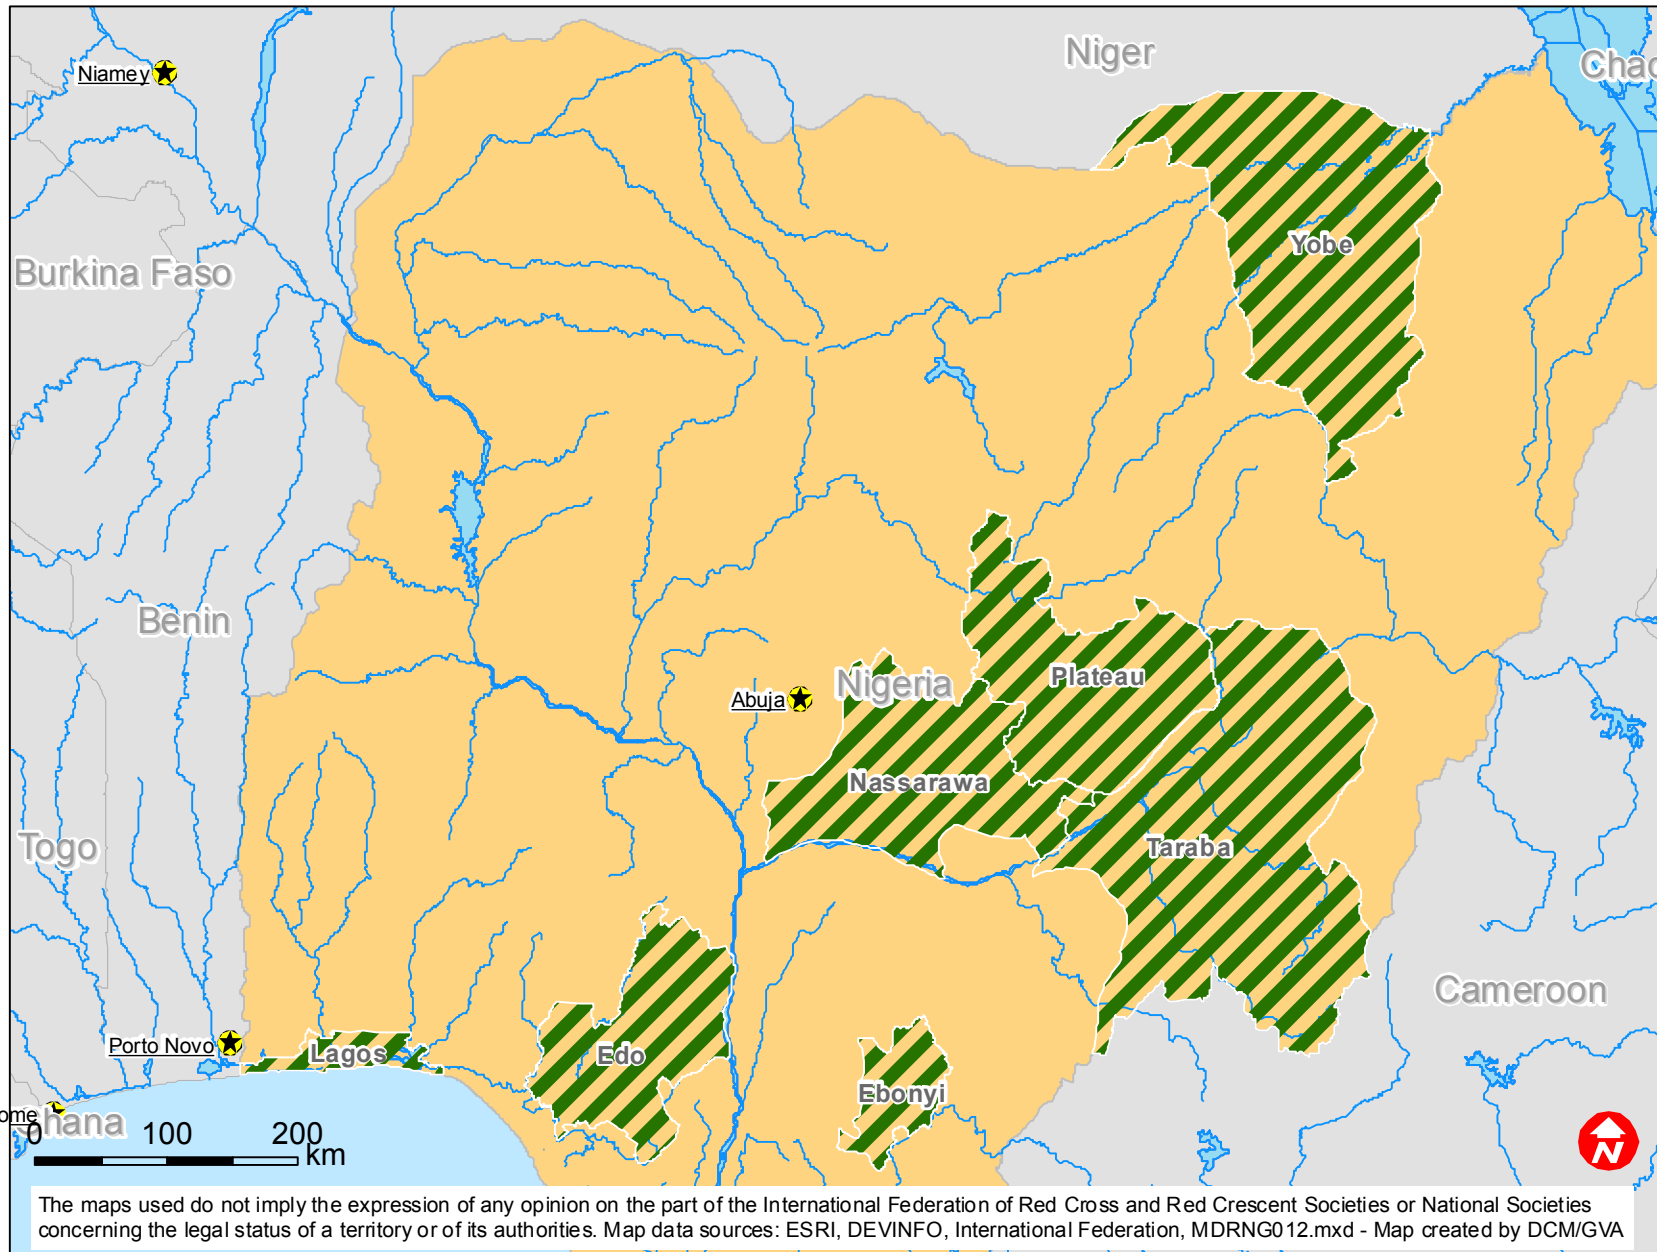 Niger
Chad
Niamey
Yobe
Burkina Faso
Benin
Nigeria
Plateau
Abuja
Nassarawa
Togo
Taraba
Cameroon
Porto Novo
Lagos
Edo
Ebonyi
ome
Ghana
0 100 200
km
N
The maps used do not imply the expression of any opinion on the part of the International Federation of Red Cross and Red Crescent Societies or National Societies
concerning the legal status of a territory or of its authorities. Map data sources: ESRI, DEVINFO, International Federation, MDRNG012.mxd - Map created by DCM/GVA